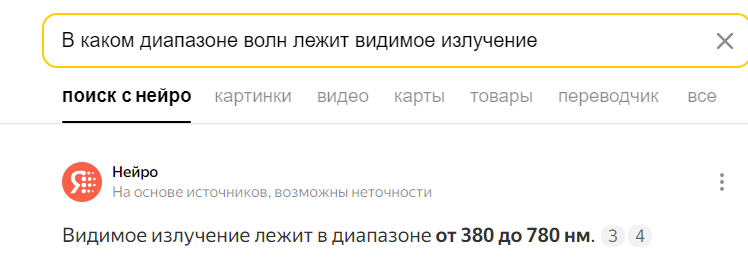 В каком диапазоне волн лежит видимое излучение
поиск с нейро картинки видео карты товары переводчик все
Нейро
На основе источников, возможны неточности
Видимое излучение лежит в диапазоне от 380 до 780 нм. 3 4